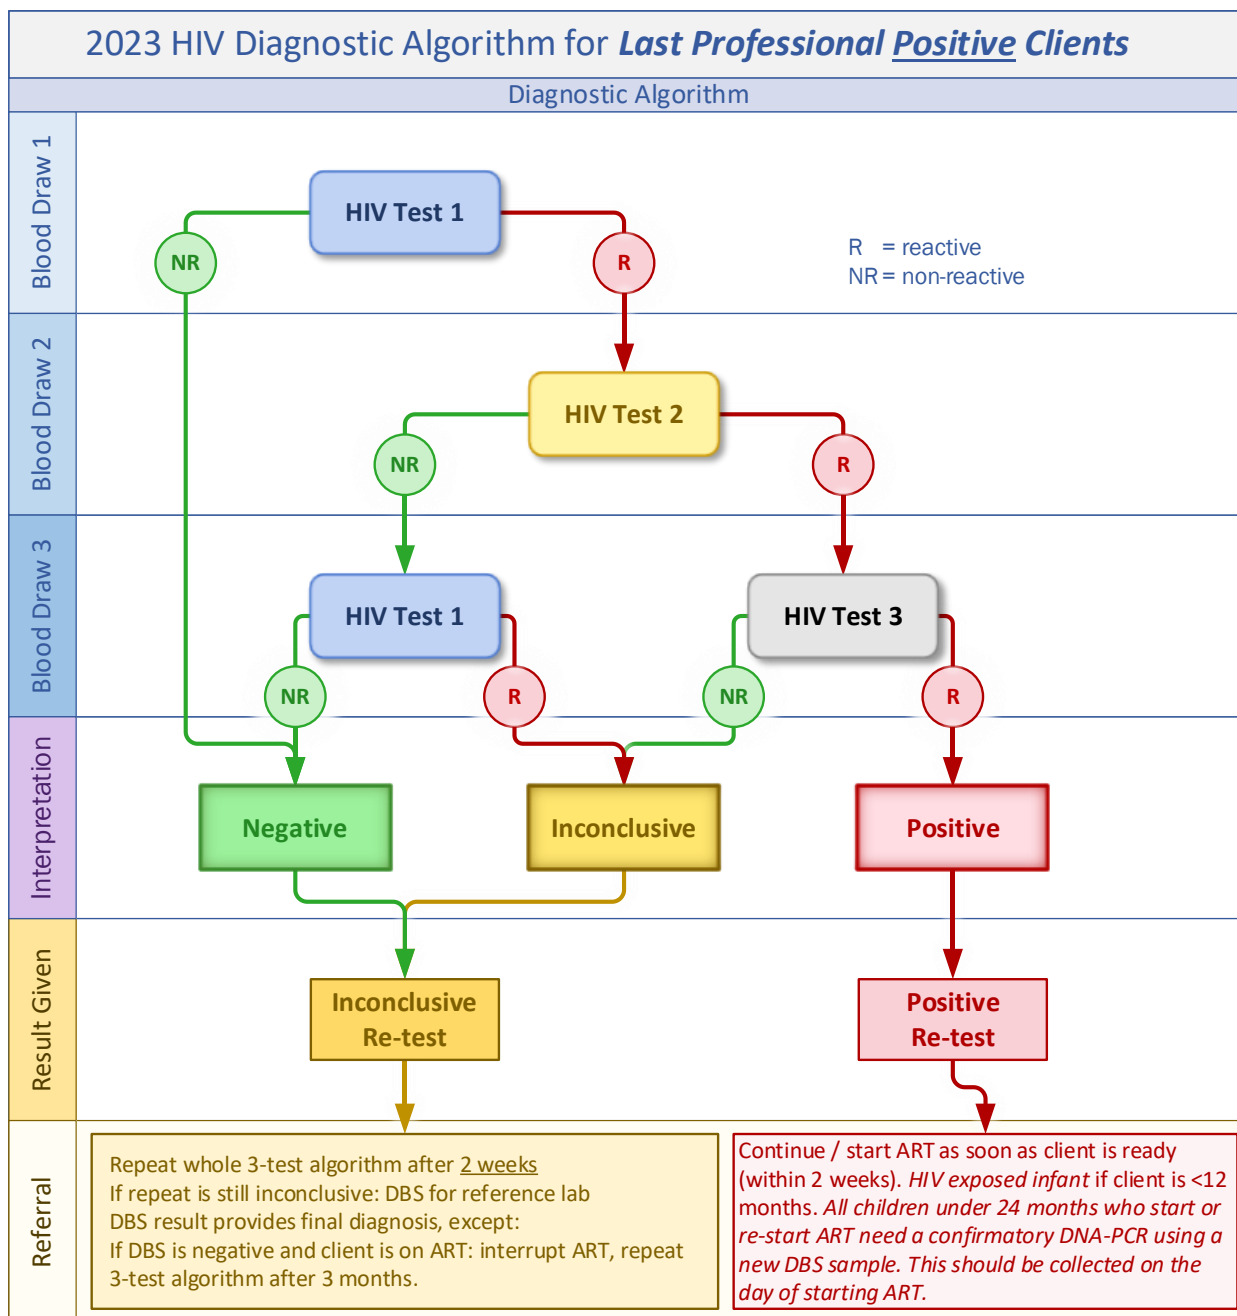 2023 HIV Diagnostic Algorithm for Last Professional Positive Clients
Diagnostic Algorithm
Blood Draw 1
HIV Test 1
NR
R
R = reactive
NR = non-reactive
Blood Draw 2
HIV Test 2
NR
R
Blood Draw 3
HIV Test 1
HIV Test 3
NR
R
NR
R
Interpretation
Negative
Inconclusive
Positive
Result Given
Inconclusive
Re-test
Positive
Re-test
Referral
Repeat whole 3-test algorithm after 2 weeks
If repeat is still inconclusive: DBS for reference lab
DBS result provides final diagnosis, except:
If DBS is negative and client is on ART: interrupt ART, repeat
3-test algorithm after 3 months.
Continue / start ART as soon as client is ready
(within 2 weeks). HIV exposed infant if client is <12
months. All children under 24 months who start or
re-start ART need a confirmatory DNA-PCR using a
new DBS sample. This should be collected on the
day of starting ART.